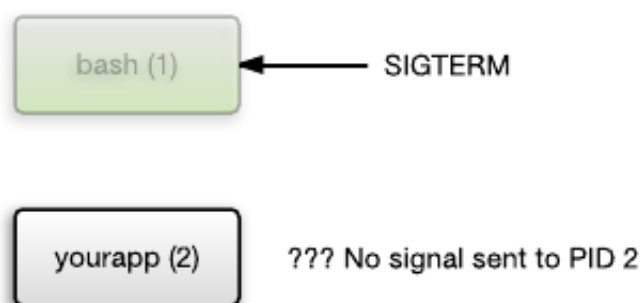 bash (1)
SIGTERM
yourapp (2)
??? No signal sent to PID 2